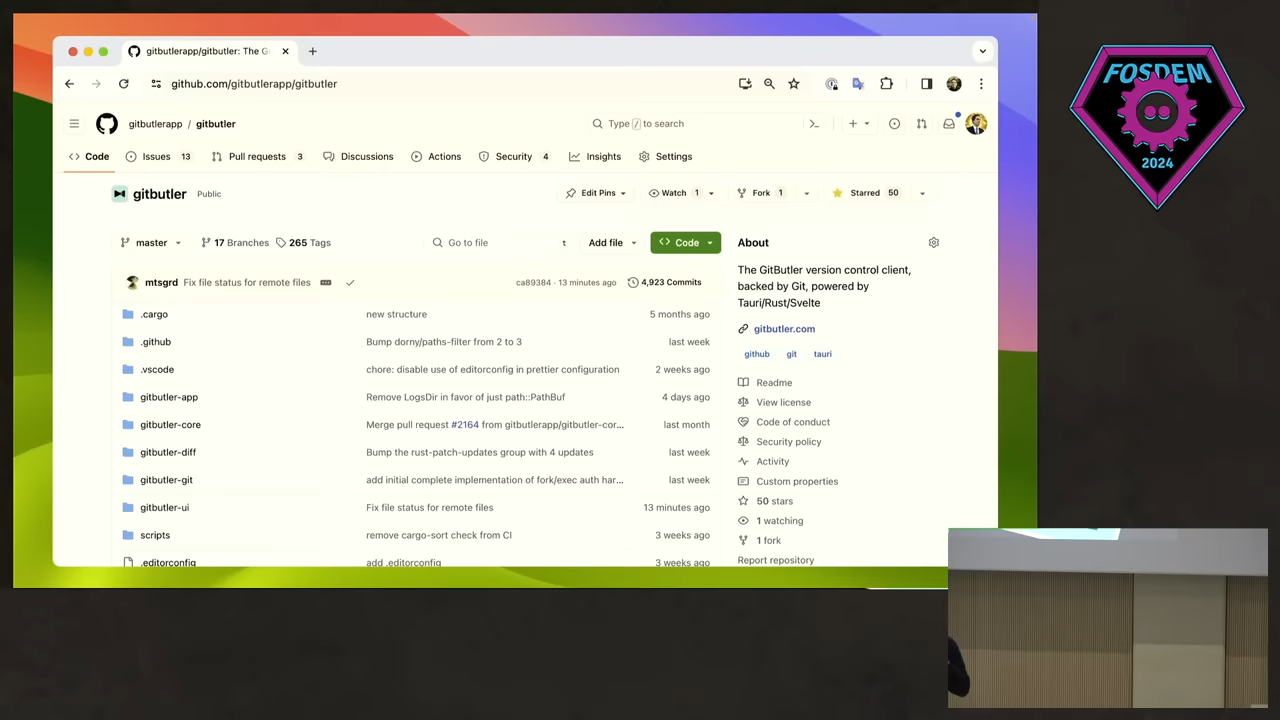 gitbutlerapp/gitbutler: The G
github.com/gitbutlerapp/gitbutler
gitbutlerapp / gitbutler
Type / to search
Code
Issues 13
Pull requests 3
Discussions
Actions
Security 4
Insights
Settings
gitbutler
Public
Edit Pins
Watch 1
Fork 1
Starred 50
master
17 Branches
265 Tags
Go to file
t
Add file
Code
mtsgrd Fix file status for remote files
ca89384 · 13 minutes ago
4,923 Commits
.cargo
new structure
5 months ago
.github
Bump dorny/paths-filter from 2 to 3
last week
.vscode
chore: disable use of editorconfig in prettier configuration
2 weeks ago
gitbutler-app
Remove LogsDir in favor of just path::PathBuf
4 days ago
gitbutler-core
Merge pull request #2164 from gitbutlerapp/gitbutler-cor...
last month
gitbutler-diff
Bump the rust-patch-updates group with 4 updates
last week
gitbutler-git
add initial complete implementation of fork/exec auth har...
last week
gitbutler-ui
Fix file status for remote files
13 minutes ago
scripts
remove cargo-sort check from CI
3 weeks ago
.editorconfig
add .editorconfig
3 weeks ago
About
The GitButler version control client,
backed by Git, powered by
Tauri/Rust/Svelte
gitbutler.com
github git tauri
Readme
View license
Code of conduct
Security policy
Activity
Custom properties
50 stars
1 watching
1 fork
Report repository
FOSDEM
2024